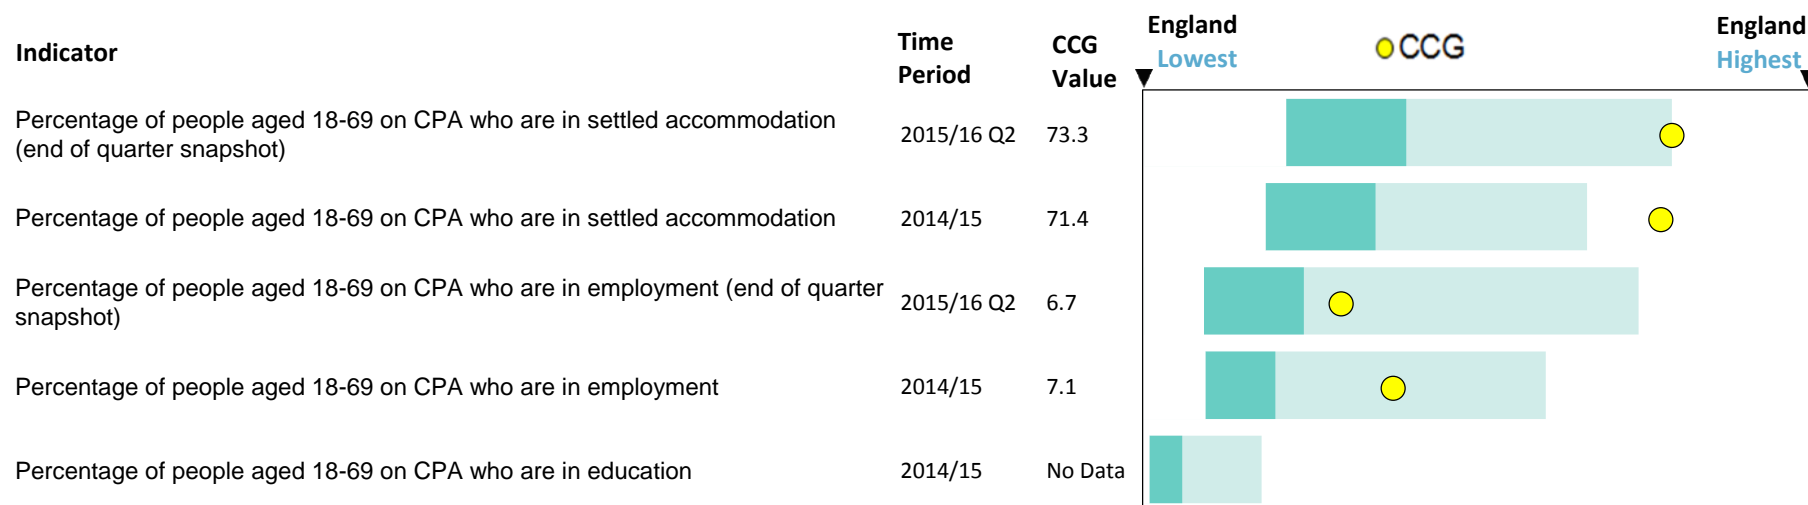 Indicator
Time
Period
CCG
Value
England
Lowest
CCG
England
Highest
Percentage of people aged 18-69 on CPA who are in settled accommodation
(end of quarter snapshot)
2015/16 Q2
73.3
Percentage of people aged 18-69 on CPA who are in settled accommodation
2014/15
71.4
Percentage of people aged 18-69 on CPA who are in employment (end of quarter
snapshot)
2015/16 Q2
6.7
Percentage of people aged 18-69 on CPA who are in employment
2014/15
7.1
Percentage of people aged 18-69 on CPA who are in education
2014/15
No Data